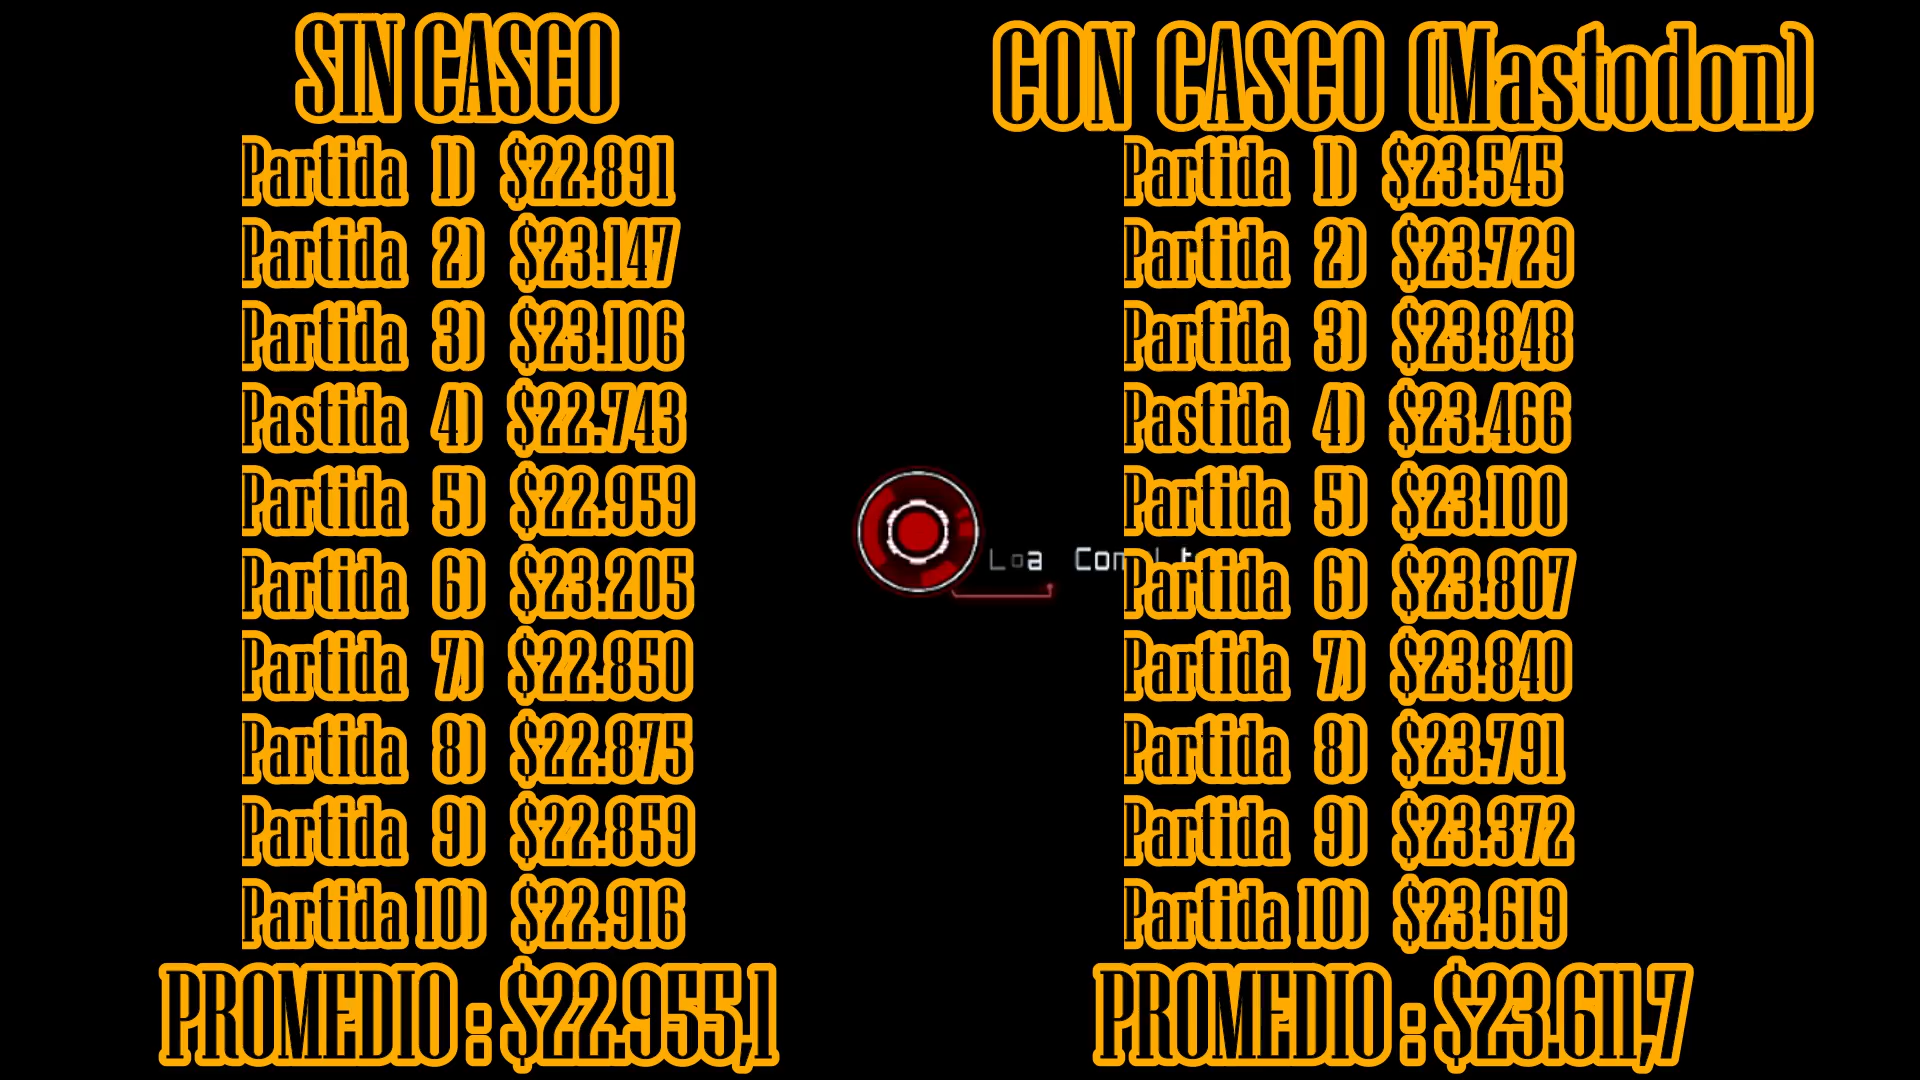 SIN CASCO
Partida 1) $22.891
Partida 2) $23.147
Partida 3) $23.106
Pastida 4) $22.743
Partida 5) $22.959
Partida 6) $23.205
Partida 7) $22.850
Partida 8) $22.875
Partida 9) $22.859
Partida 10) $22.916
PROMEDIO : $22.955,1
CON CASCO (Mastodon)
Partida 1) $23.545
Partida 2) $23.729
Partida 3) $23.848
Pastida 4) $23.466
Partida 5) $23.100
Partida 6) $23.807
Partida 7) $23.840
Partida 8) $23.791
Partida 9) $23.372
Partida 10) $23.619
PROMEDIO : $23.611,7